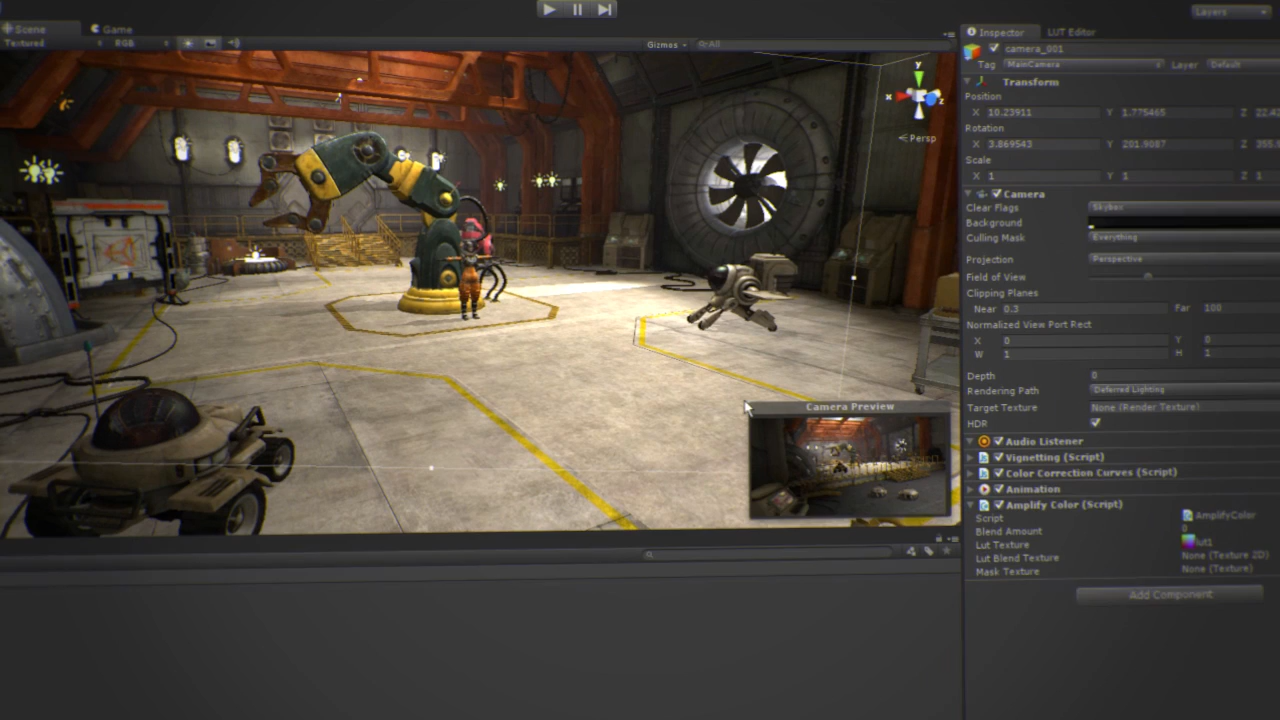 Layers
Scene
Game
Textured
RGB
Gizmos
All
y
x
z
Persp
Inspector
LUT Editor
camera_001
Tag MainCamera Layer Default
Transform
Position
X 10.23911 Y 1.775465 Z
Rotation
X 3.869543 Y 201.9087 Z
Scale
X 1 Y 1 Z 1
Camera
Clear Flags Skybox
Background
Culling Mask Everything
Projection Perspective
Field of View
Clipping Planes
Near 0.3 Far 100
Normalized View Port Rect
X 0 Y 0
W 1 H 1
Depth 0
Rendering Path Deferred Lighting
Target Texture None (Render Texture)
HDR
Audio Listener
Vignetting (Script)
Color Correction Curves (Script)
Animation
Amplify Color (Script)
Script AmplifyColor
Blend Amount 0
Lut Texture lut1
Lut Blend Texture None (Texture 2D)
Mask Texture None (Texture)
Add Component
Camera Preview